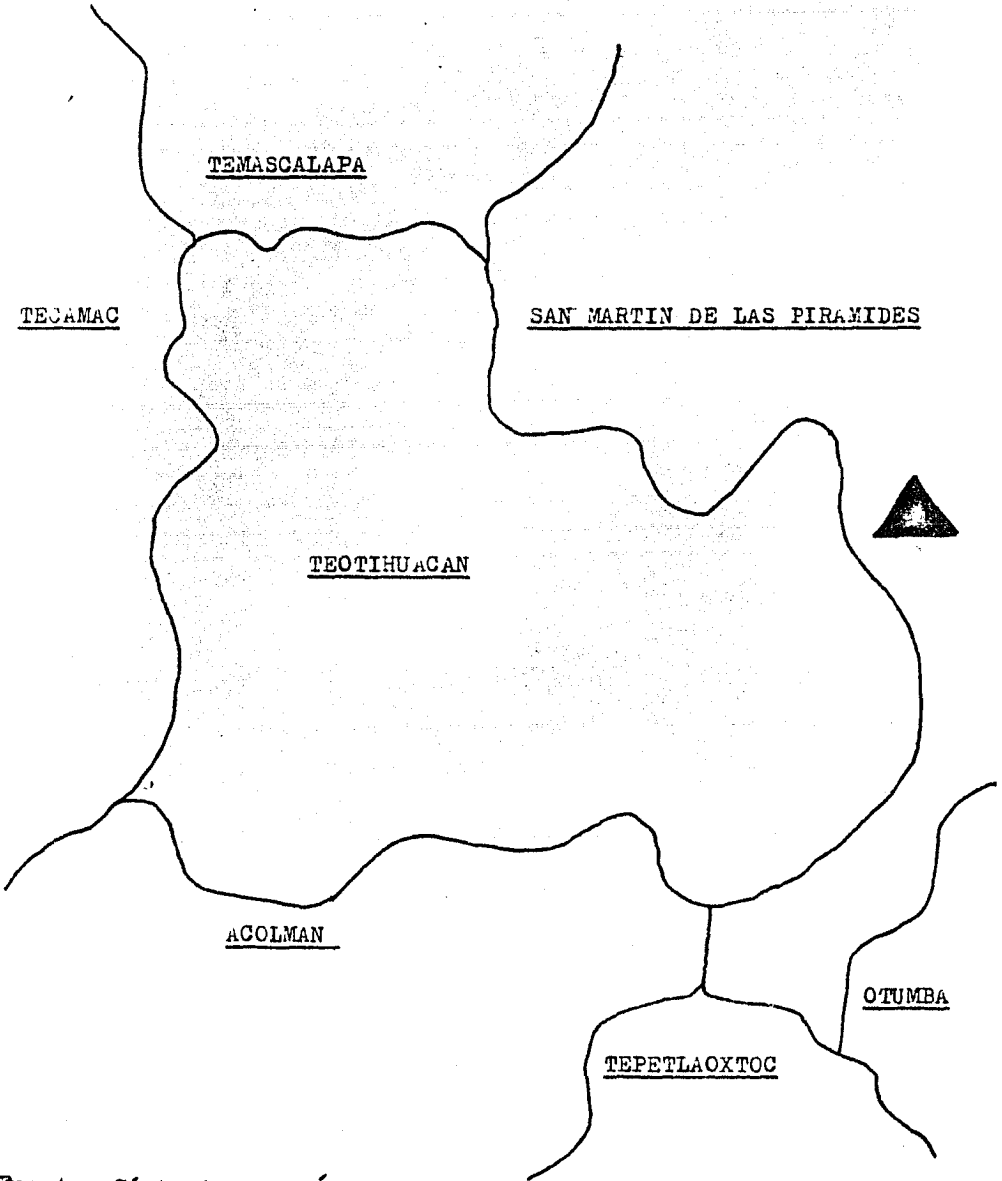 TEMASCALAPA
TECAMAC
SAN MARTIN DE LAS PIRAMIDES
TEOTIHUACAN
ACOLMAN
OTUMBA
TEPETLAOXTOC